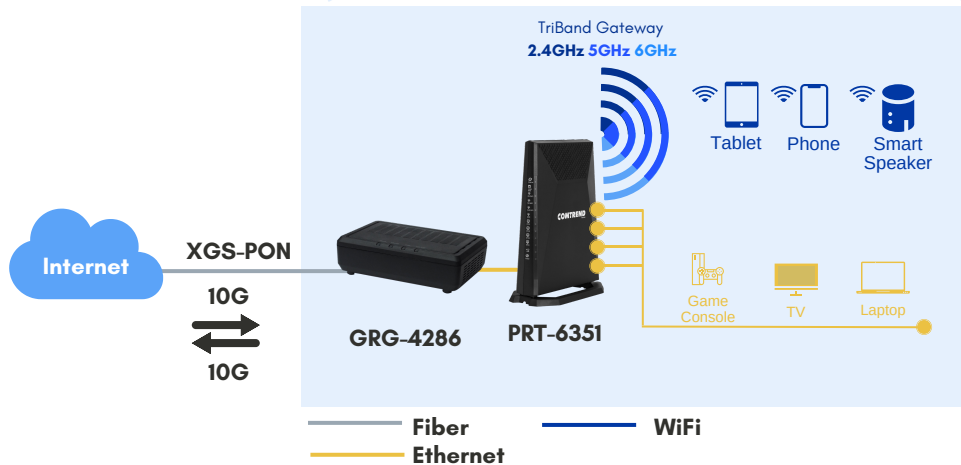 TriBand Gateway
2.4GHz 5GHz 6GHz
Tablet
Phone
Smart
Speaker
COMTREND
XGS-PON
Internet
10G
10G
GRG-4286
PRT-6351
Game
Console
TV
Laptop
Fiber
WiFi
Ethernet